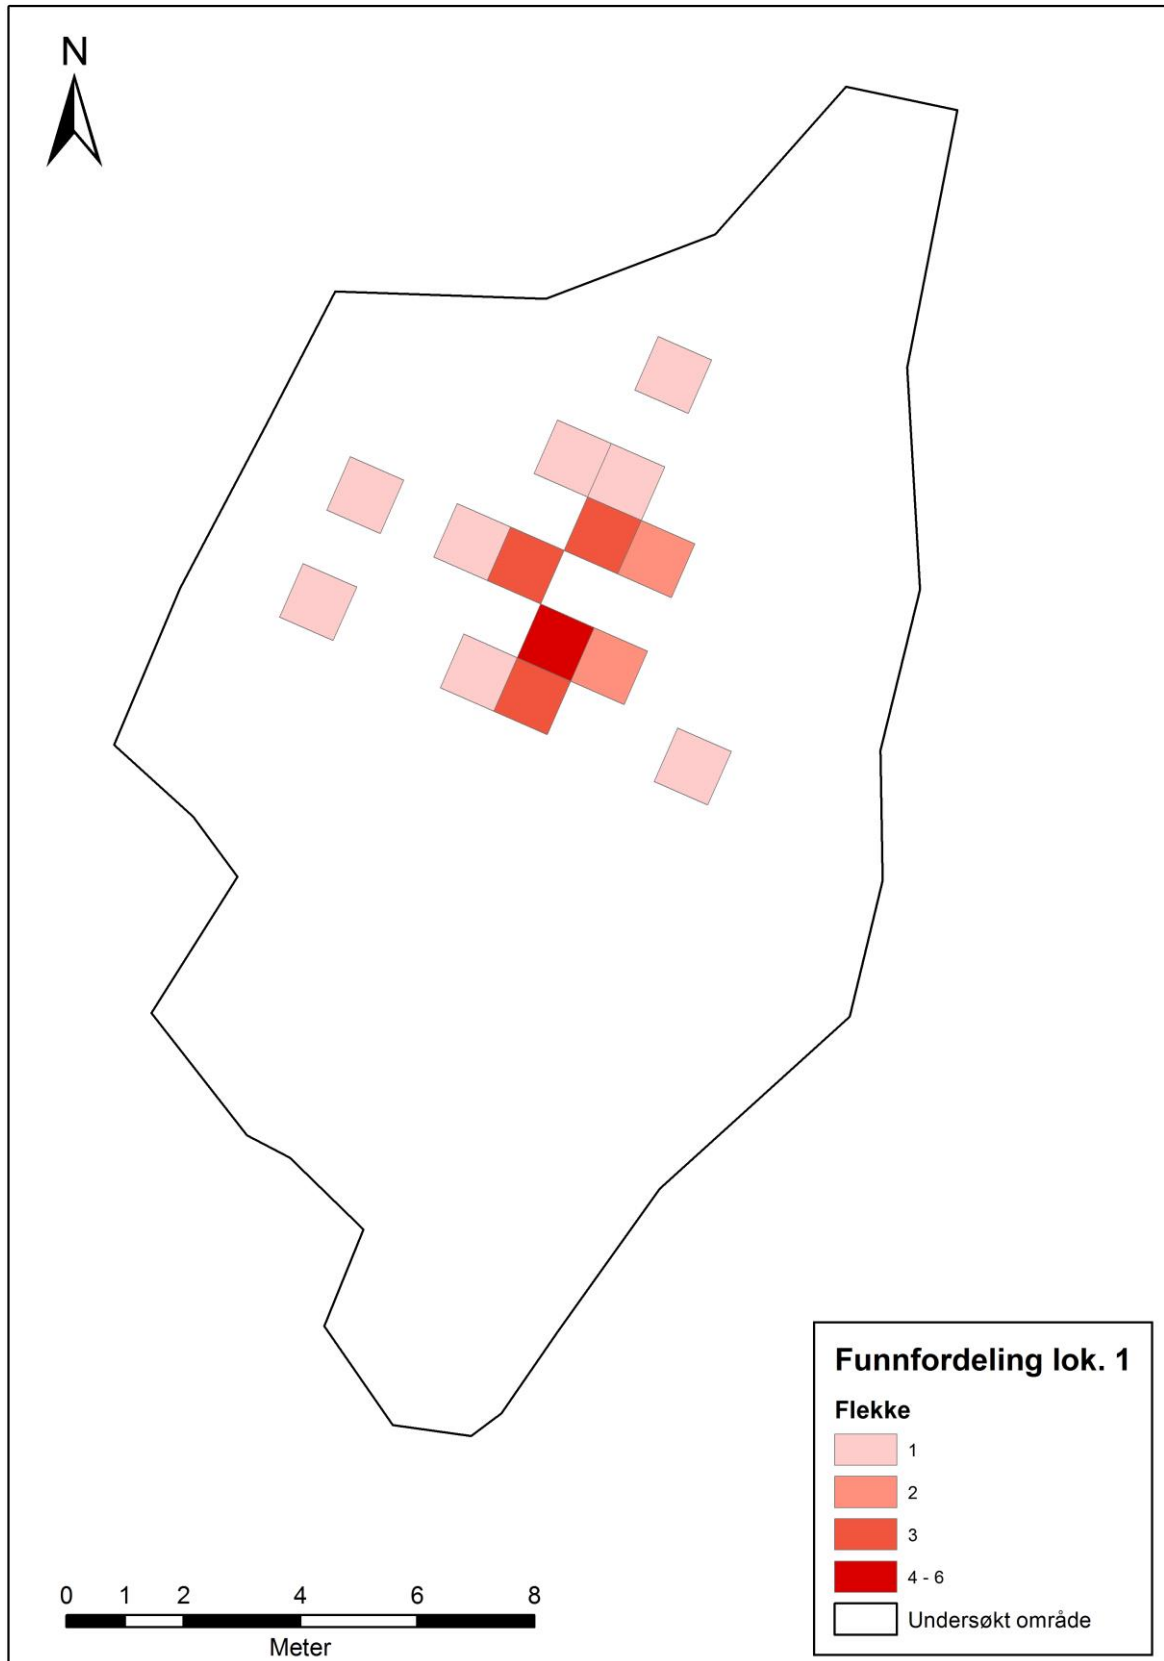 N
Funnfordeling lok. 1
Flekke
1
2
3
4 - 6
Undersøkt område
0 1 2 4 6 8
Meter